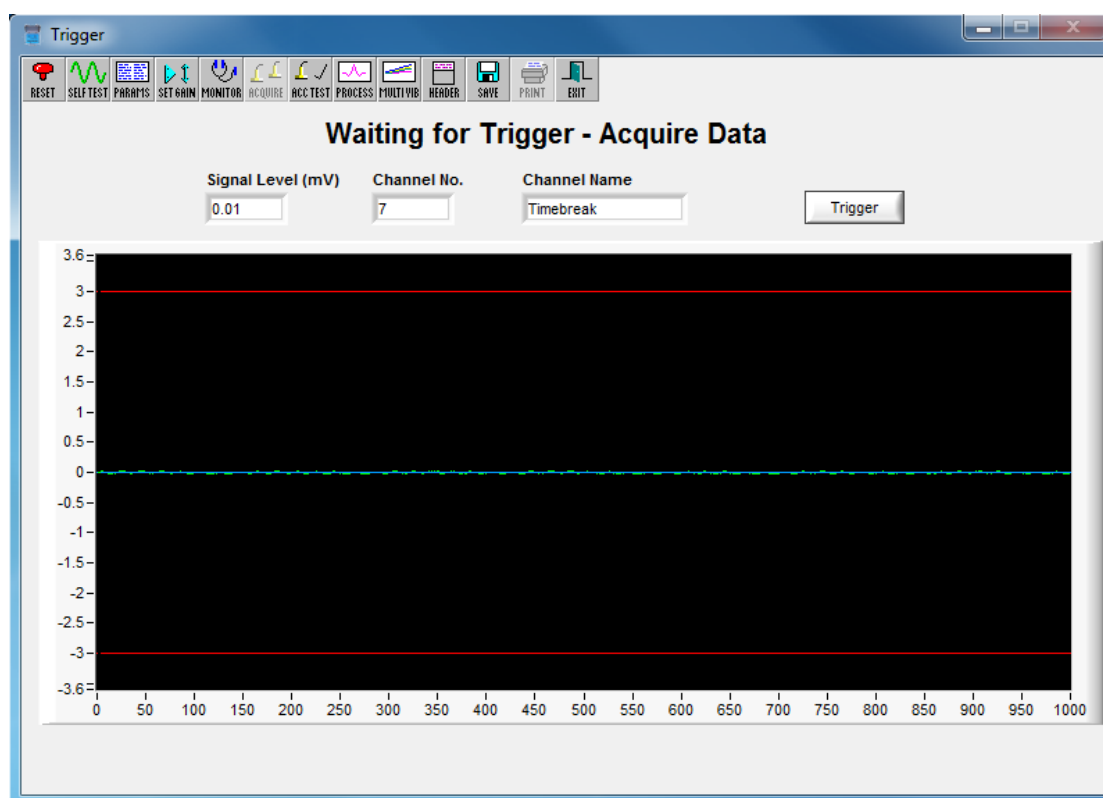 Trigger
RESET SELFTEST PARAMS SET GAIN MONITOR ACQUIRE ACC TEST PROCESS MULTI VIB HEADER SAVE PRINT EXIT
Waiting for Trigger - Acquire Data
Signal Level (mV) Channel No. Channel Name
0.01 7 Timebreak Trigger
3.6
3
2.5
2
1.5
1
0.5
0
-0.5
-1
-1.5
-2
-2.5
-3
-3.6
0 50 100 150 200 250 300 350 400 450 500 550 600 650 700 750 800 850 900 950 1000